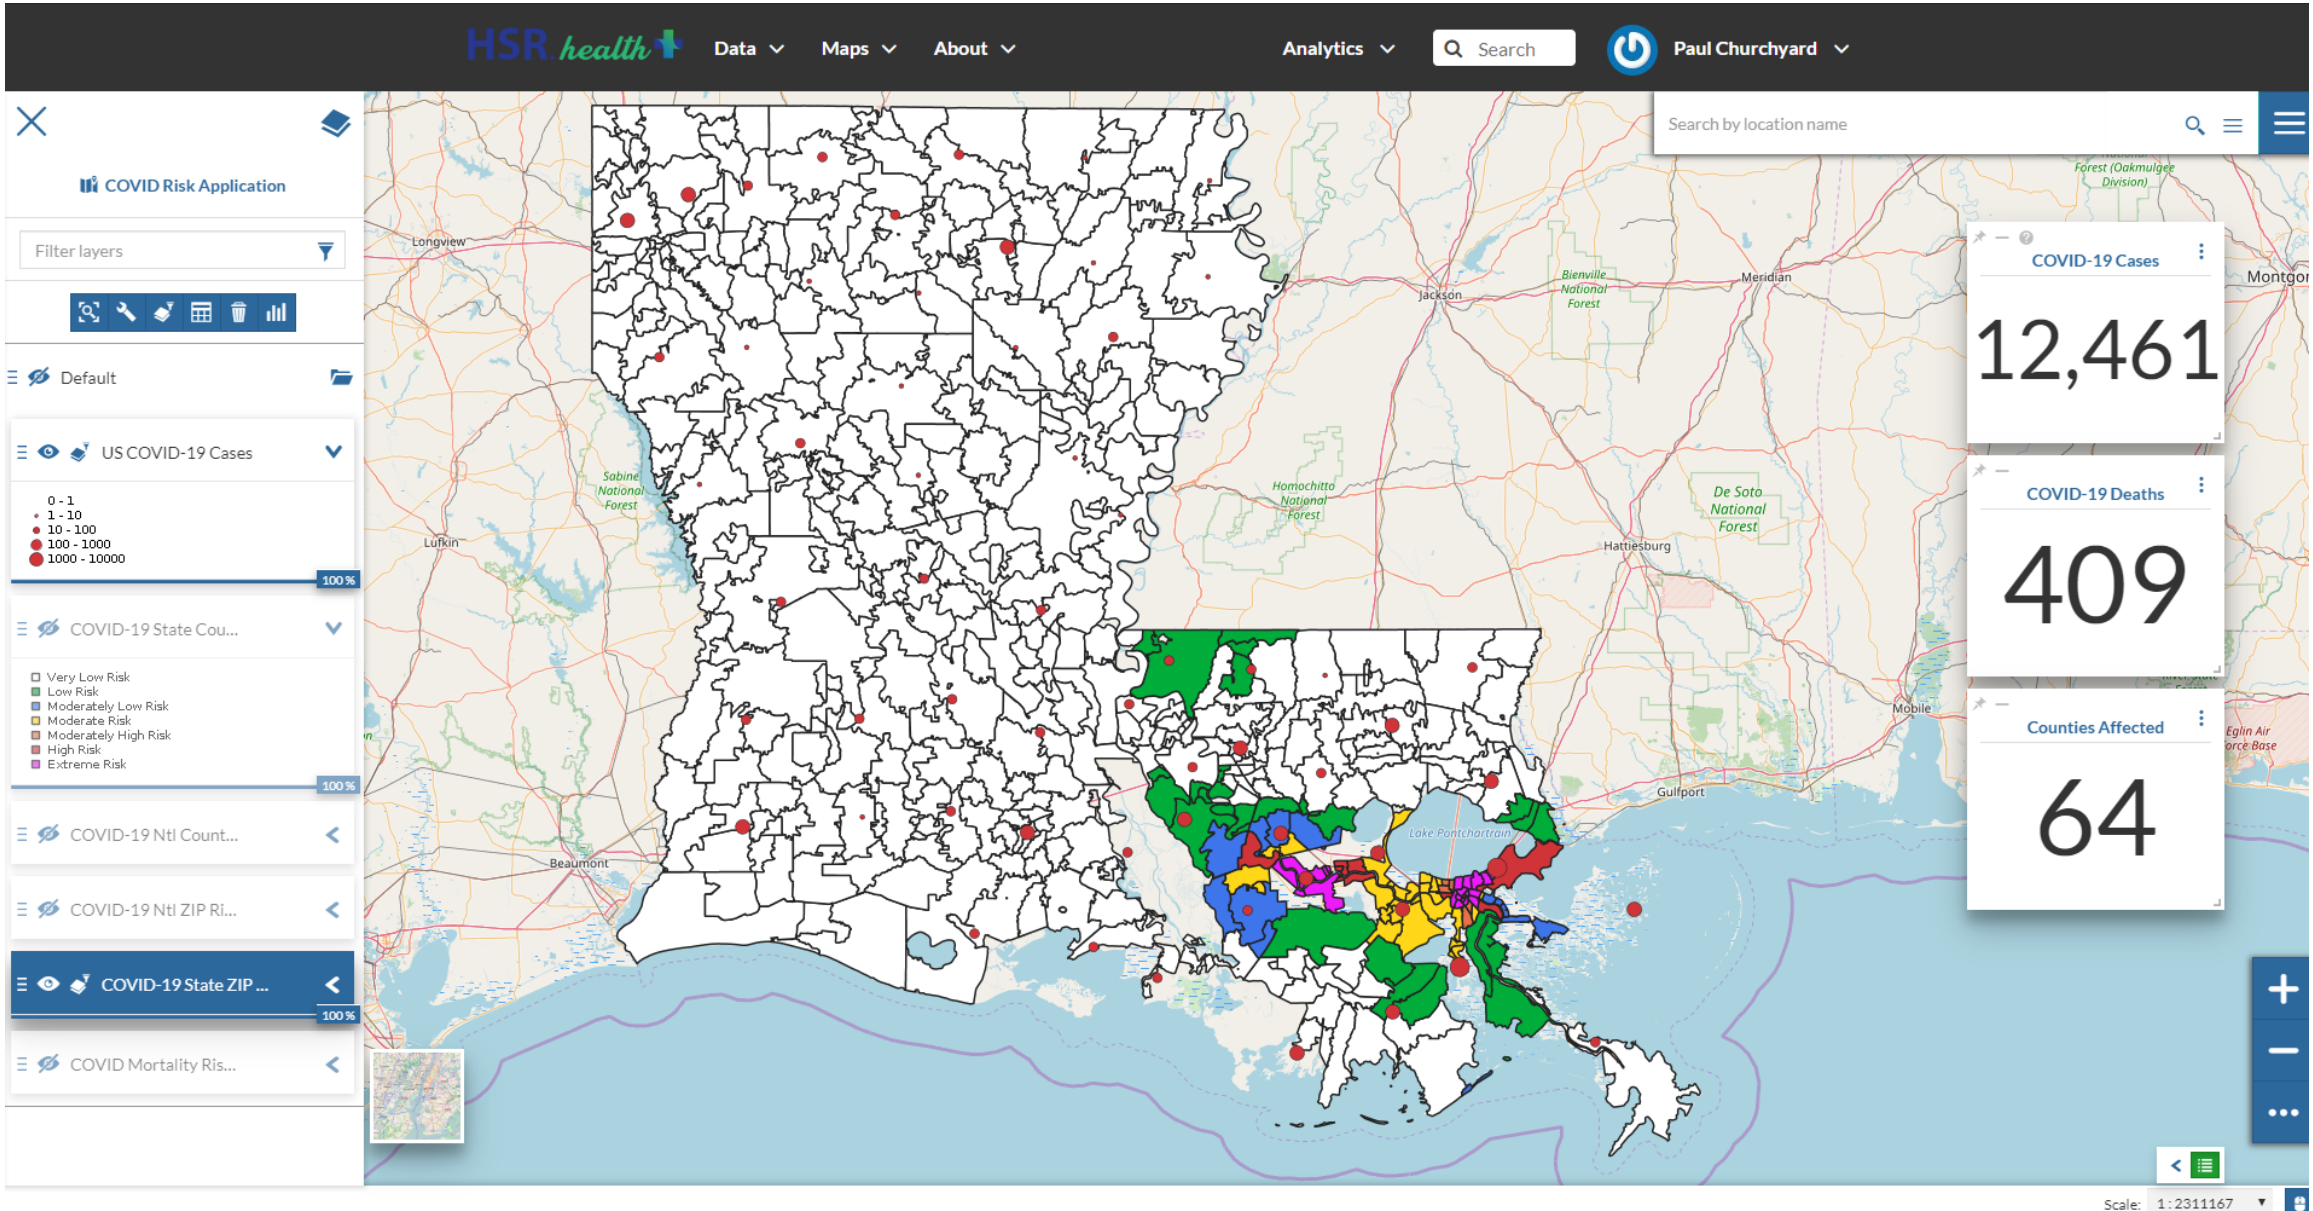 HSR.health
Data
Maps
About
Analytics
Search
Paul Churchyard
COVID Risk Application
Filter layers
Default
US COVID-19 Cases
0 - 1
1 - 10
10 - 100
100 - 1000
1000 - 10000
100 %
COVID-19 State Cou...
Very Low Risk
Low Risk
Moderately Low Risk
Moderate Risk
Moderately High Risk
High Risk
Extreme Risk
100 %
COVID-19 Ntl Count...
COVID-19 Ntl ZIP Ri...
COVID-19 State ZIP ...
100 %
COVID Mortality Ris...
Search by location name
Forest (Oakmulgee
Division)
Longview
Jackson
Bienville
National
Forest
Meridian
Montgor
Sabine
National
Forest
Homochitto
National
Forest
De Soto
National
Forest
Lufkin
Hattiesburg
Mobile
Gulfport
Lake Pontchartrain
Beaumont
Eglin Air
orce Base
COVID-19 Cases
12,461
COVID-19 Deaths
409
Counties Affected
64
Scale:
1 : 2311167